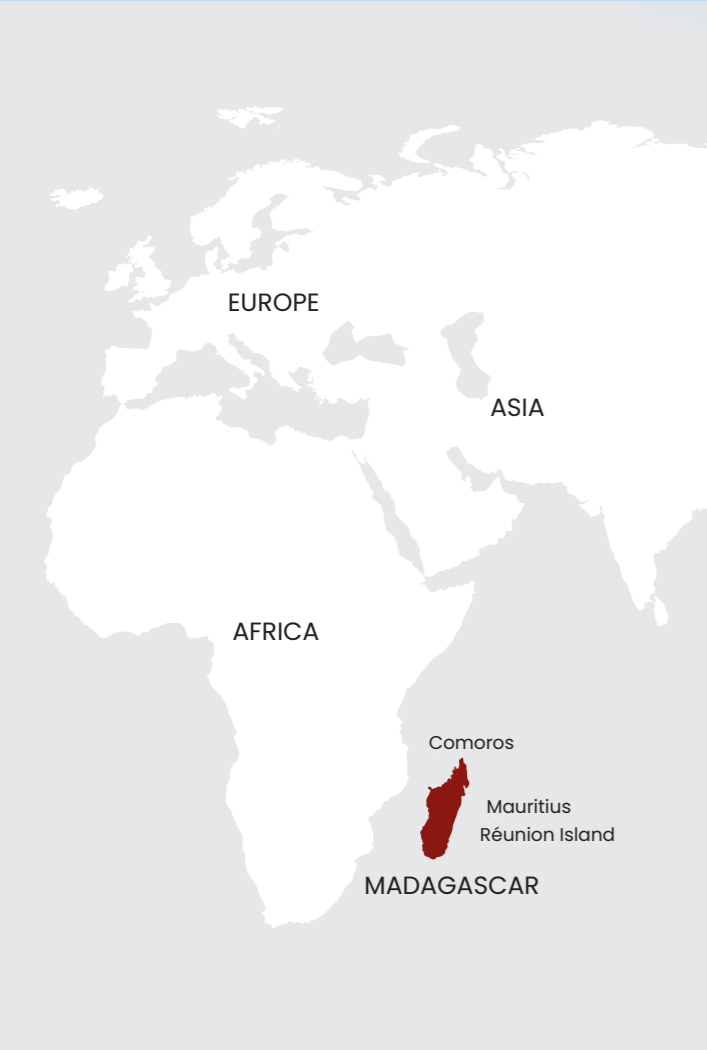 EUROPE
ASIA
AFRICA
Comoros
Mauritius
Réunion Island
MADAGASCAR